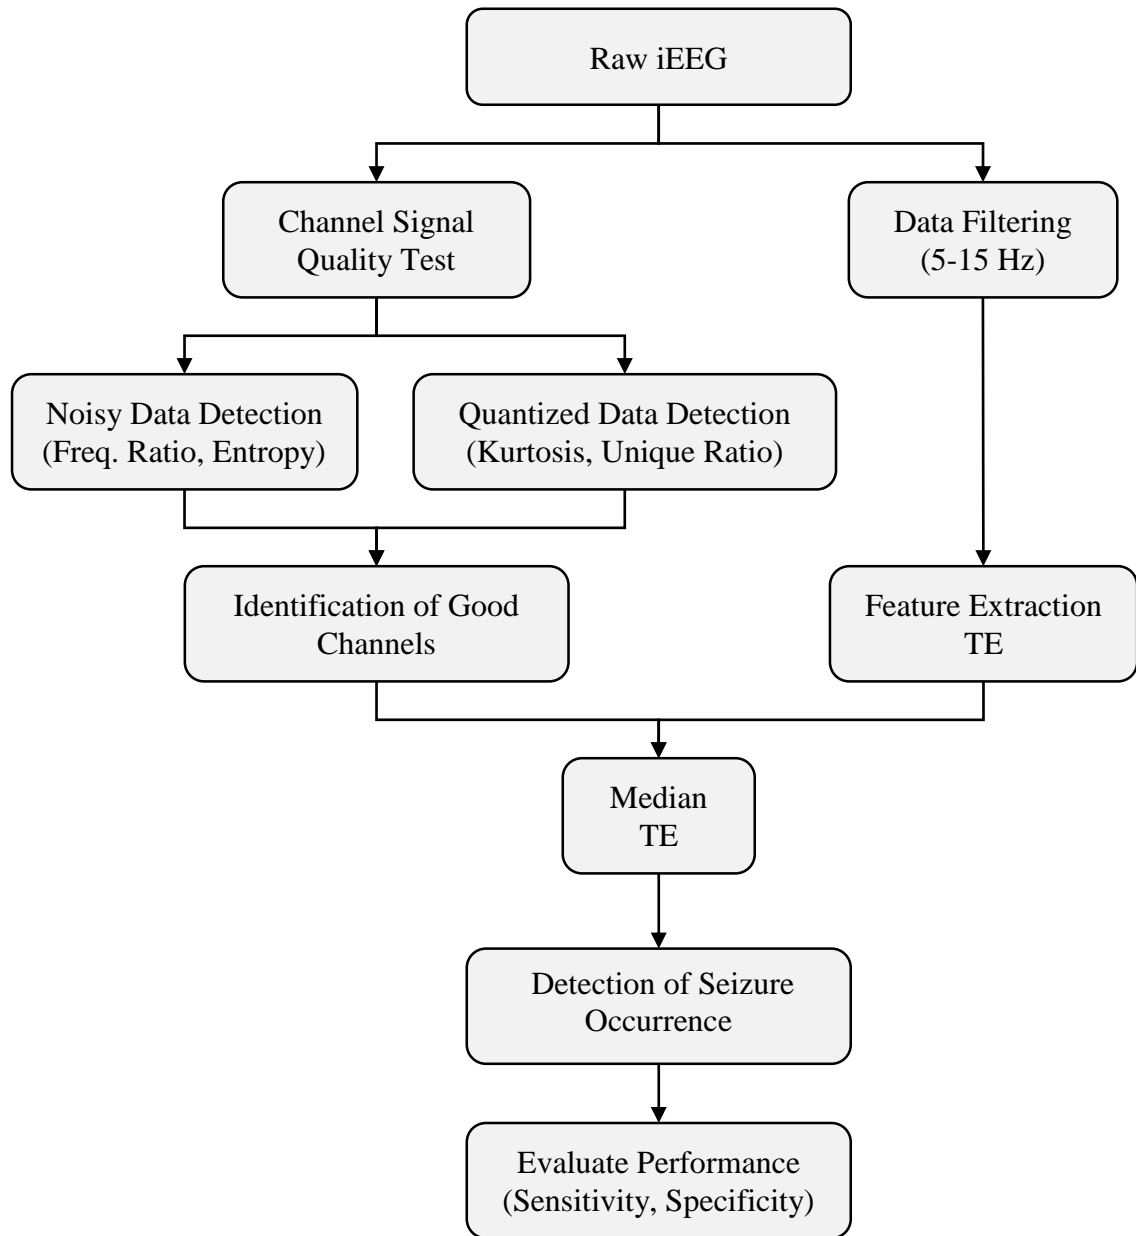 Raw iEEG
Channel Signal
Quality Test
Data Filtering
(5-15 Hz)
Noisy Data Detection
(Freq. Ratio, Entropy)
Quantized Data Detection
(Kurtosis, Unique Ratio)
Identification of Good
Channels
Feature Extraction
TE
Median
TE
Detection of Seizure
Occurrence
Evaluate Performance
(Sensitivity, Specificity)